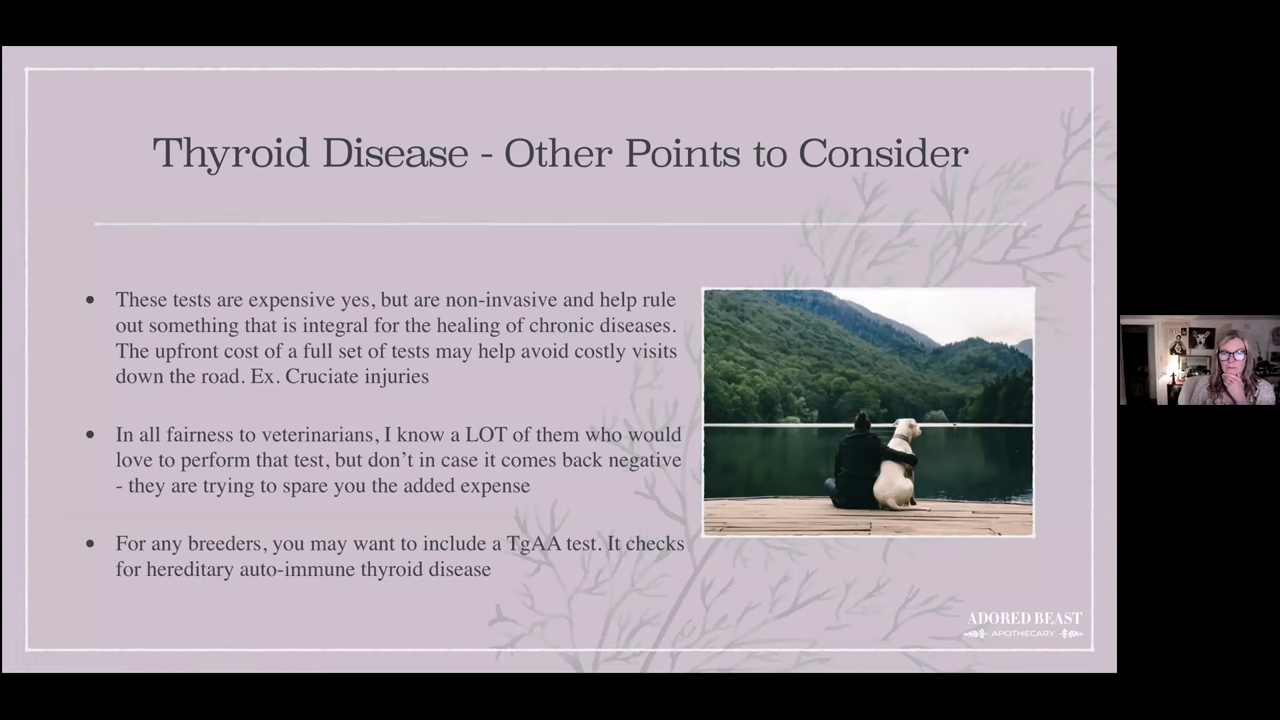 Thyroid Disease - Other Points to Consider
• These tests are expensive yes, but are non-invasive and help rule
out something that is integral for the healing of chronic diseases.
The upfront cost of a full set of tests may help avoid costly visits
down the road. Ex. Cruciate injuries
• In all fairness to veterinarians, I know a LOT of them who would
love to perform that test, but don’t in case it comes back negative
- they are trying to spare you the added expense
• For any breeders, you may want to include a TgAA test. It checks
for hereditary auto-immune thyroid disease
ADORED BEAST
APOTHECARY